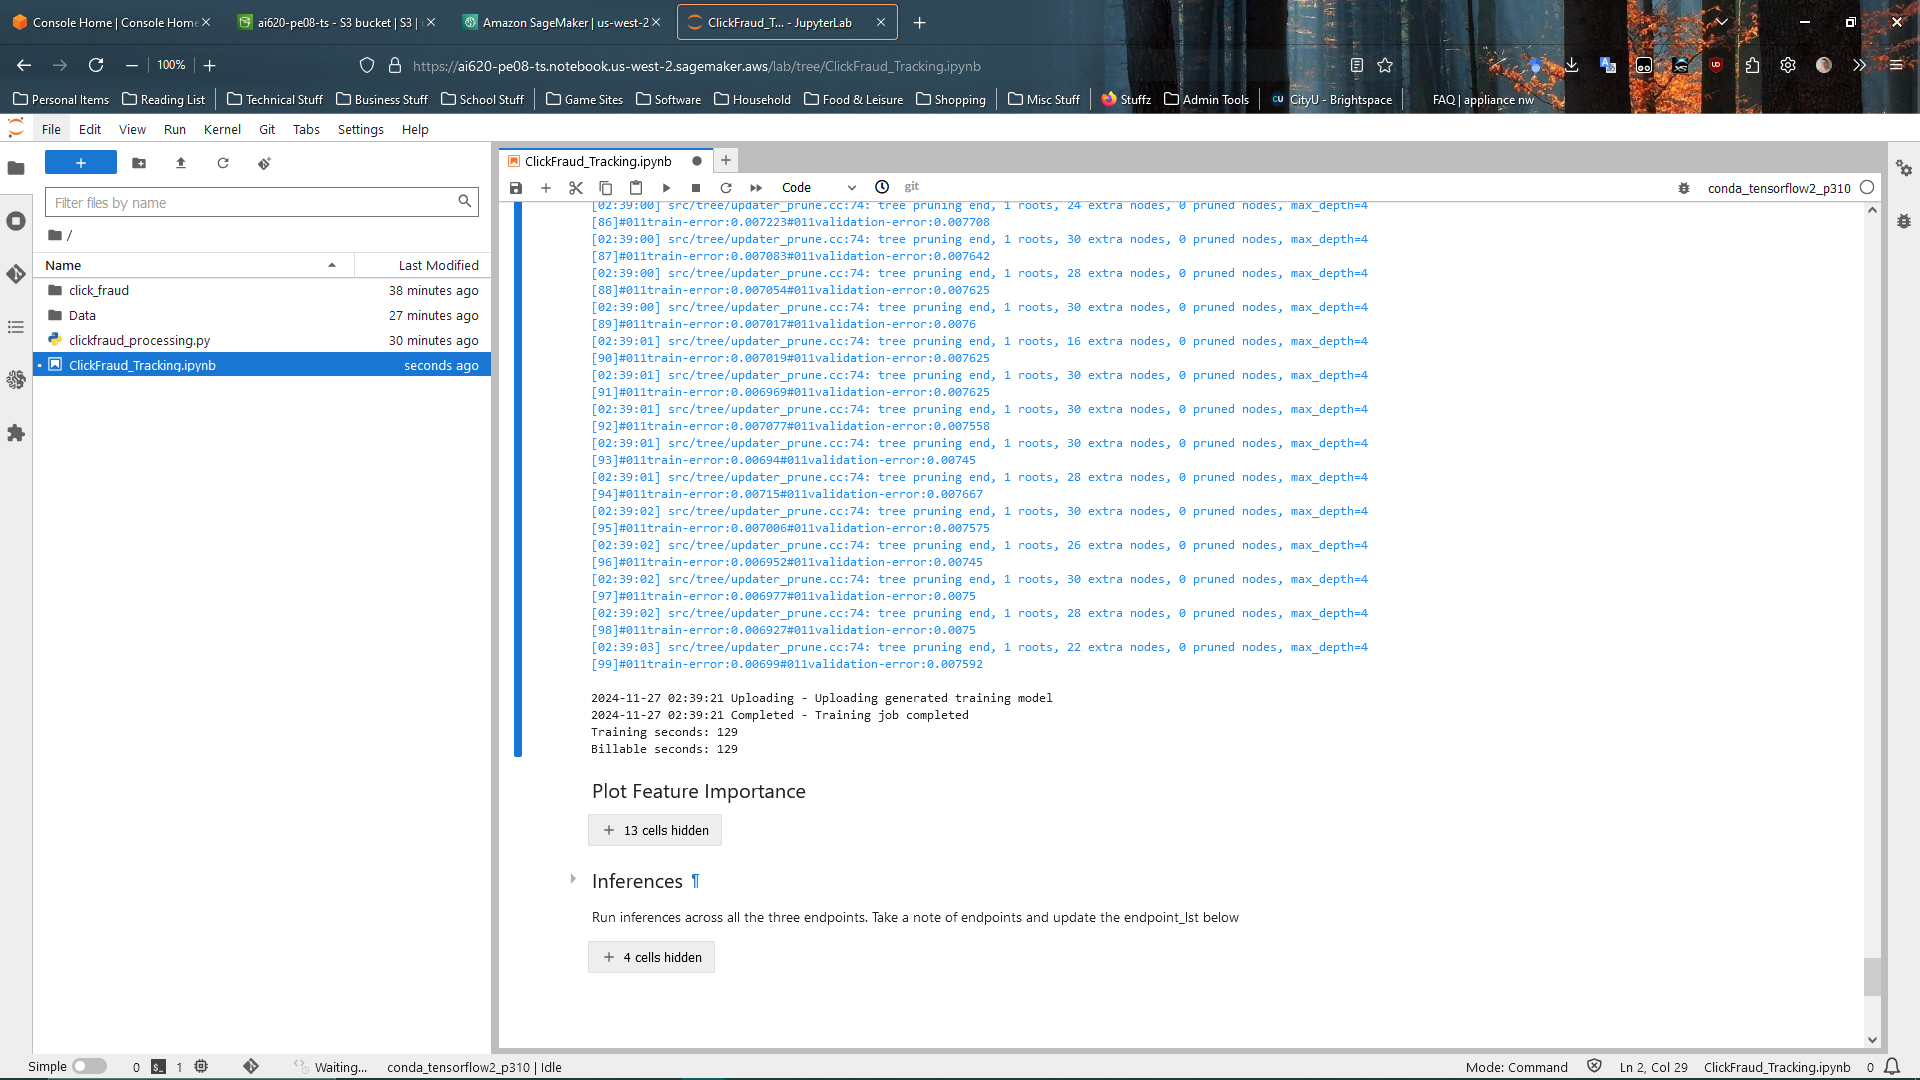 Console Home | Console Home
ai620-pe08-ts - S3 bucket | S3 |
Amazon SageMaker | us-west-2
ClickFraud_T... - JupyterLab
100%
https://ai620-pe08-ts.notebook.us-west-2.sagemaker.aws/lab/tree/ClickFraud_Tracking.ipynb
Personal Items
Reading List
Technical Stuff
Business Stuff
School Stuff
Game Sites
Software
Household
Food & Leisure
Shopping
Misc Stuff
Stuffz
Admin Tools
CU CityU - Brightspace
FAQ | appliance nw
File Edit View Run Kernel Git Tabs Settings Help
Filter files by name
/
Name Last Modified
click_fraud 38 minutes ago
Data 27 minutes ago
clickfraud_processing.py 30 minutes ago
ClickFraud_Tracking.ipynb seconds ago
ClickFraud_Tracking.ipynb
Code
git
conda_tensorflow2_p310
[02:39:00] src/tree/updater_prune.cc:74: tree pruning end, 1 roots, 24 extra nodes, 0 pruned nodes, max_depth=4
[86]#011train-error:0.007223#011validation-error:0.007708
[02:39:00] src/tree/updater_prune.cc:74: tree pruning end, 1 roots, 30 extra nodes, 0 pruned nodes, max_depth=4
[87]#011train-error:0.007083#011validation-error:0.007642
[02:39:00] src/tree/updater_prune.cc:74: tree pruning end, 1 roots, 28 extra nodes, 0 pruned nodes, max_depth=4
[88]#011train-error:0.007054#011validation-error:0.007625
[02:39:00] src/tree/updater_prune.cc:74: tree pruning end, 1 roots, 30 extra nodes, 0 pruned nodes, max_depth=4
[89]#011train-error:0.007017#011validation-error:0.0076
[02:39:01] src/tree/updater_prune.cc:74: tree pruning end, 1 roots, 16 extra nodes, 0 pruned nodes, max_depth=4
[90]#011train-error:0.007019#011validation-error:0.007625
[02:39:01] src/tree/updater_prune.cc:74: tree pruning end, 1 roots, 30 extra nodes, 0 pruned nodes, max_depth=4
[91]#011train-error:0.006969#011validation-error:0.007625
[02:39:01] src/tree/updater_prune.cc:74: tree pruning end, 1 roots, 30 extra nodes, 0 pruned nodes, max_depth=4
[92]#011train-error:0.007077#011validation-error:0.007558
[02:39:01] src/tree/updater_prune.cc:74: tree pruning end, 1 roots, 30 extra nodes, 0 pruned nodes, max_depth=4
[93]#011train-error:0.00694#011validation-error:0.00745
[02:39:01] src/tree/updater_prune.cc:74: tree pruning end, 1 roots, 28 extra nodes, 0 pruned nodes, max_depth=4
[94]#011train-error:0.00715#011validation-error:0.007667
[02:39:02] src/tree/updater_prune.cc:74: tree pruning end, 1 roots, 30 extra nodes, 0 pruned nodes, max_depth=4
[95]#011train-error:0.007006#011validation-error:0.007575
[02:39:02] src/tree/updater_prune.cc:74: tree pruning end, 1 roots, 26 extra nodes, 0 pruned nodes, max_depth=4
[96]#011train-error:0.006952#011validation-error:0.00745
[02:39:02] src/tree/updater_prune.cc:74: tree pruning end, 1 roots, 30 extra nodes, 0 pruned nodes, max_depth=4
[97]#011train-error:0.006977#011validation-error:0.0075
[02:39:02] src/tree/updater_prune.cc:74: tree pruning end, 1 roots, 28 extra nodes, 0 pruned nodes, max_depth=4
[98]#011train-error:0.006927#011validation-error:0.0075
[02:39:03] src/tree/updater_prune.cc:74: tree pruning end, 1 roots, 22 extra nodes, 0 pruned nodes, max_depth=4
[99]#011train-error:0.00699#011validation-error:0.007592
2024-11-27 02:39:21 Uploading - Uploading generated training model
2024-11-27 02:39:21 Completed - Training job completed
Training seconds: 129
Billable seconds: 129
Plot Feature Importance
13 cells hidden
Inferences ¶
Run inferences across all the three endpoints. Take a note of endpoints and update the endpoint_lst below
4 cells hidden
Simple 0 1 Waiting... conda_tensorflow2_p310 | Idle Mode: Command Ln 2, Col 29 ClickFraud_Tracking.ipynb 0